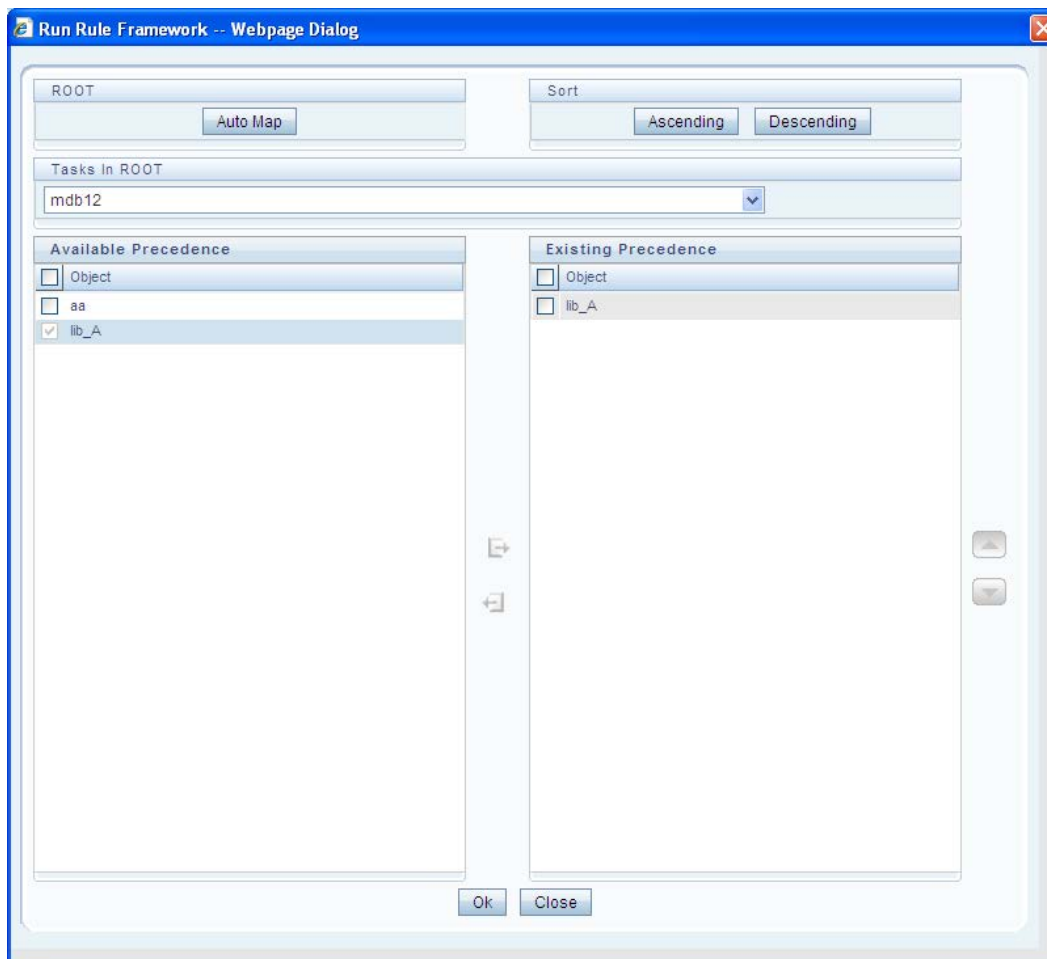 Run Rule Framework -- Webpage Dialog
ROOT
Sort
Auto Map
Ascending
Descending
Tasks In ROOT
mdb12
Available Precedence
Existing Precedence
Object
Object
aa
lib_A
lib_A
Ok
Close